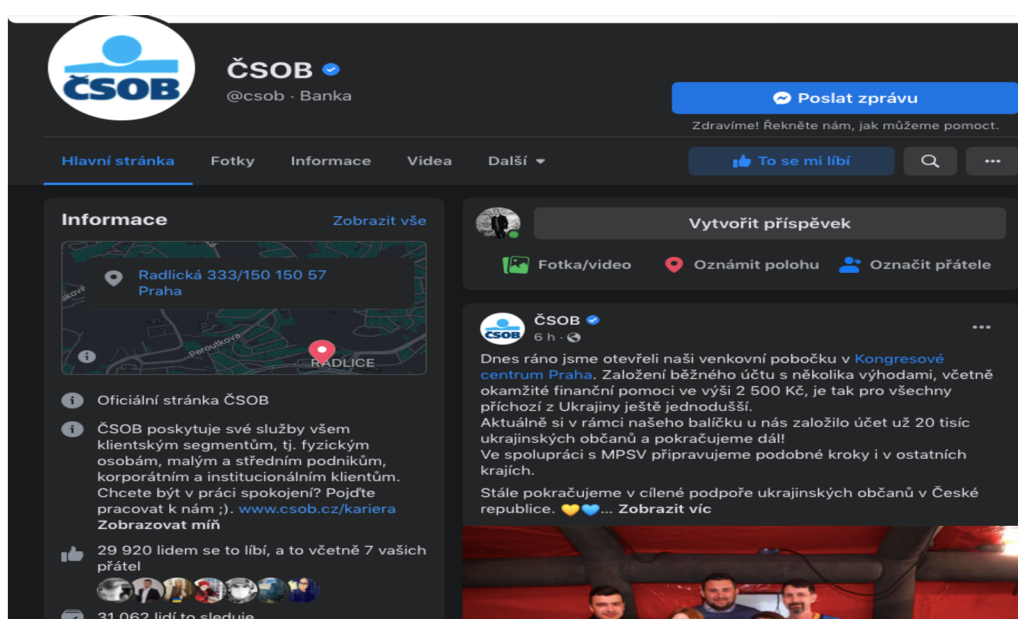 ČSOB
ČSOB
@csob · Banka
Poslat zprávu
Zdravíme! Řekněte nám, jak můžeme pomoct.
Hlavní stránka
Fotky
Informace
Videa
Další
To se mi líbí
Informace
Zobrazit vše
Radlická 333/150 150 57
Praha
Peroutkova
RADLICE
Oficiální stránka ČSOB
ČSOB poskytuje své služby všem
klientským segmentům, tj. fyzickým
osobám, malým a středním podnikům,
korporátním a institucionálním klientům.
Chcete být v práci spokojení? Pojďte
pracovat k nám ;). www.csob.cz/kariera
Zobrazovat míň
29 920 lidem se to líbí, a to včetně 7 vašich
přátel
31 062 lidí to sleduje
Vytvořit příspěvek
Fotka/video
Oznámit polohu
Označit přátele
ČSOB
ČSOB
6 h ·
Dnes ráno jsme otevřeli naši venkovní pobočku v Kongresové
centrum Praha. Založení běžného účtu s několika výhodami, včetně
okamžité finanční pomoci ve výši 2 500 Kč, je tak pro všechny
příchozí z Ukrajiny ještě jednodušší.
Aktuálně si v rámci našeho balíčku u nás založilo účet už 20 tisíc
ukrajinských občanů a pokračujeme dál!
Ve spolupráci s MPSV připravujeme podobné kroky i v ostatních
krajích.
Stále pokračujeme v cílené podpoře ukrajinských občanů v České
republice. 💛💙... Zobrazit víc